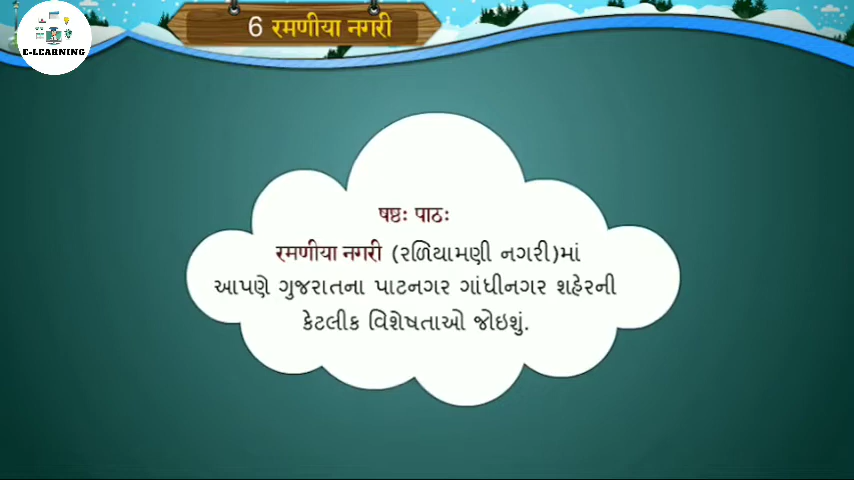 6 रमणीया नगरी
E-LEARNING
षष्ठः पाठः
रमणीया नगरी (રળિયામણી નગરી)માં
આપણે ગુજરાતના પાટનગર ગાંધીનગર શહેરની
કેટલીક વિશેષતાઓ જોઇશું.